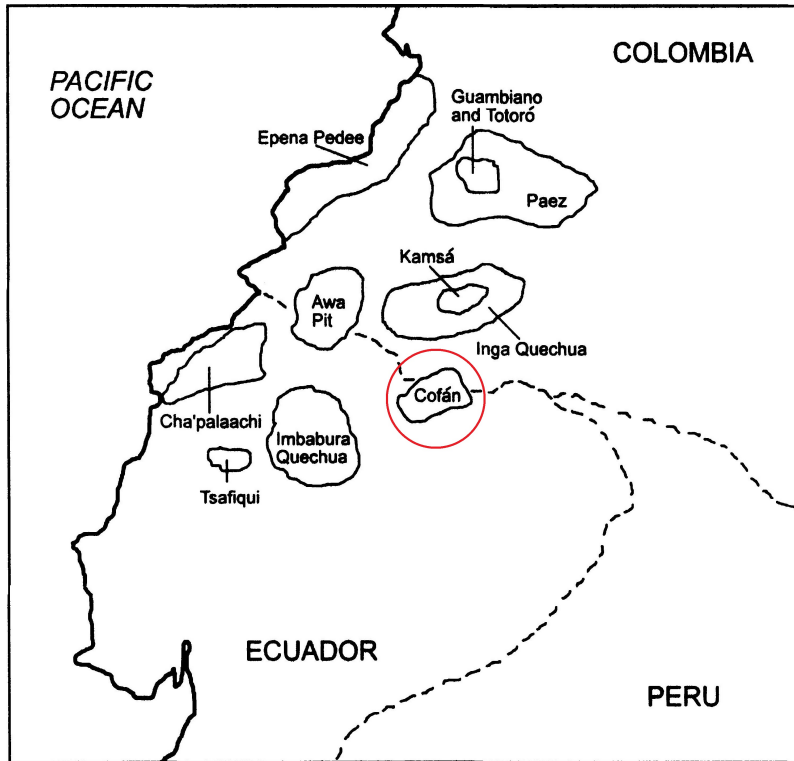 COLOMBIA
PACIFIC
OCEAN
Guambiano
and Totoró
Epena Pedee
Paez
Kamsá
Awa
Pit
Inga Quechua
Cofán
Cha'palaachi
Imbabura
Quechua
Tsafiqui
ECUADOR
PERU